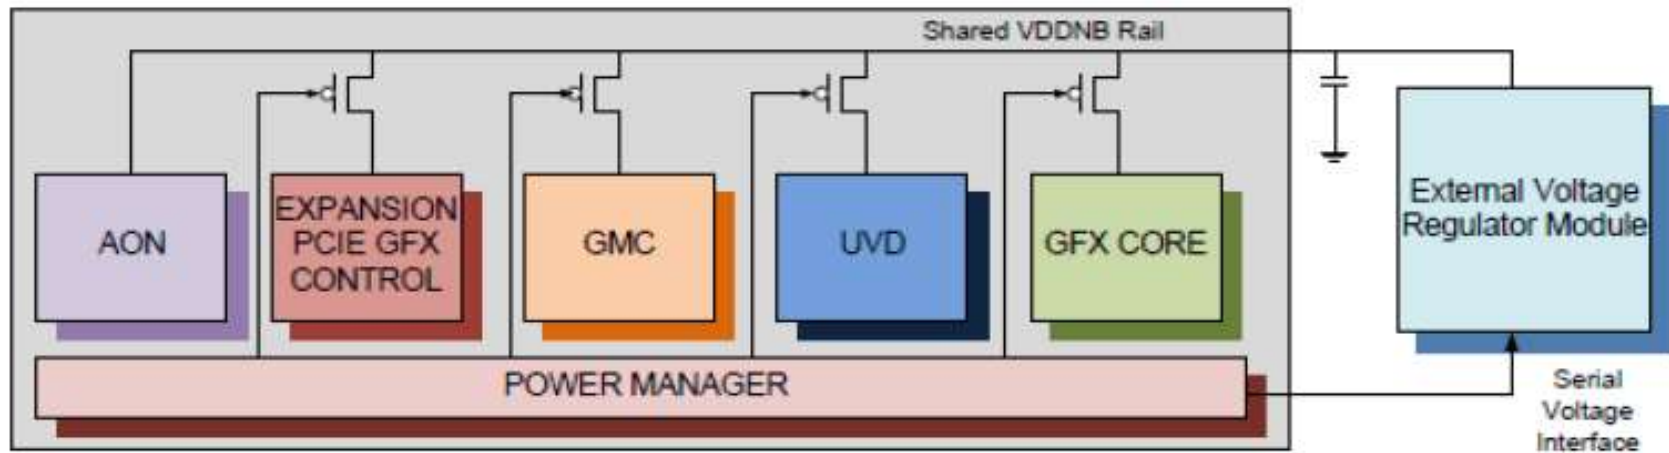 Shared VDDNB Rail
AON
EXPANSION
PCIE GFX
CONTROL
GMC
UVD
GFX CORE
External Voltage
Regulator Module
POWER MANAGER
Serial
Voltage
Interface